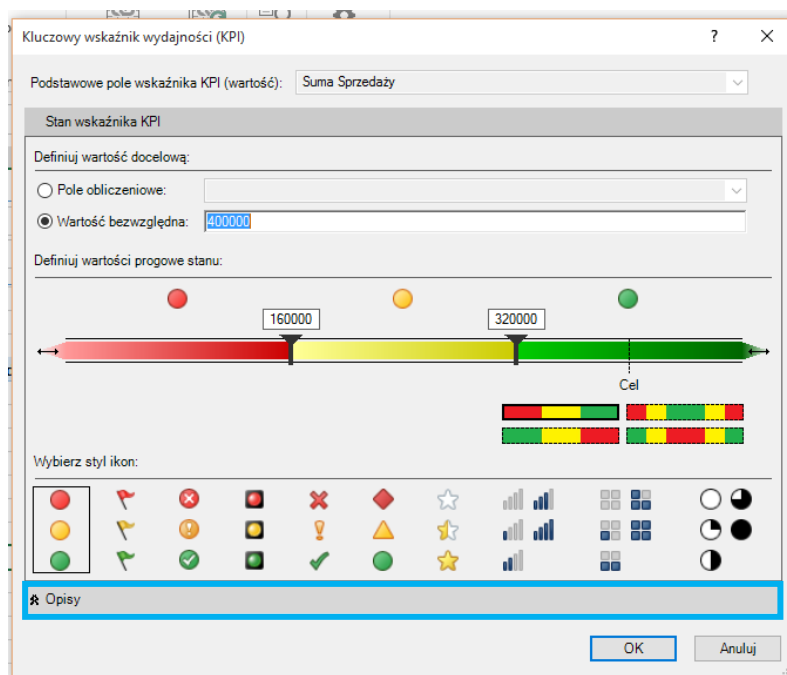 Kluczowy wskaźnik wydajności (KPI)
Podstawowe pole wskaźnika KPI (wartość): Suma Sprzedaży
Stan wskaźnika KPI
Definiuj wartość docelową:
Pole obliczeniowe:
Wartość bezwzględna: 400000
Definiuj wartości progowe stanu:
160000 320000
Cel
Wybierz styl ikon:
Opisy
OK Anuluj